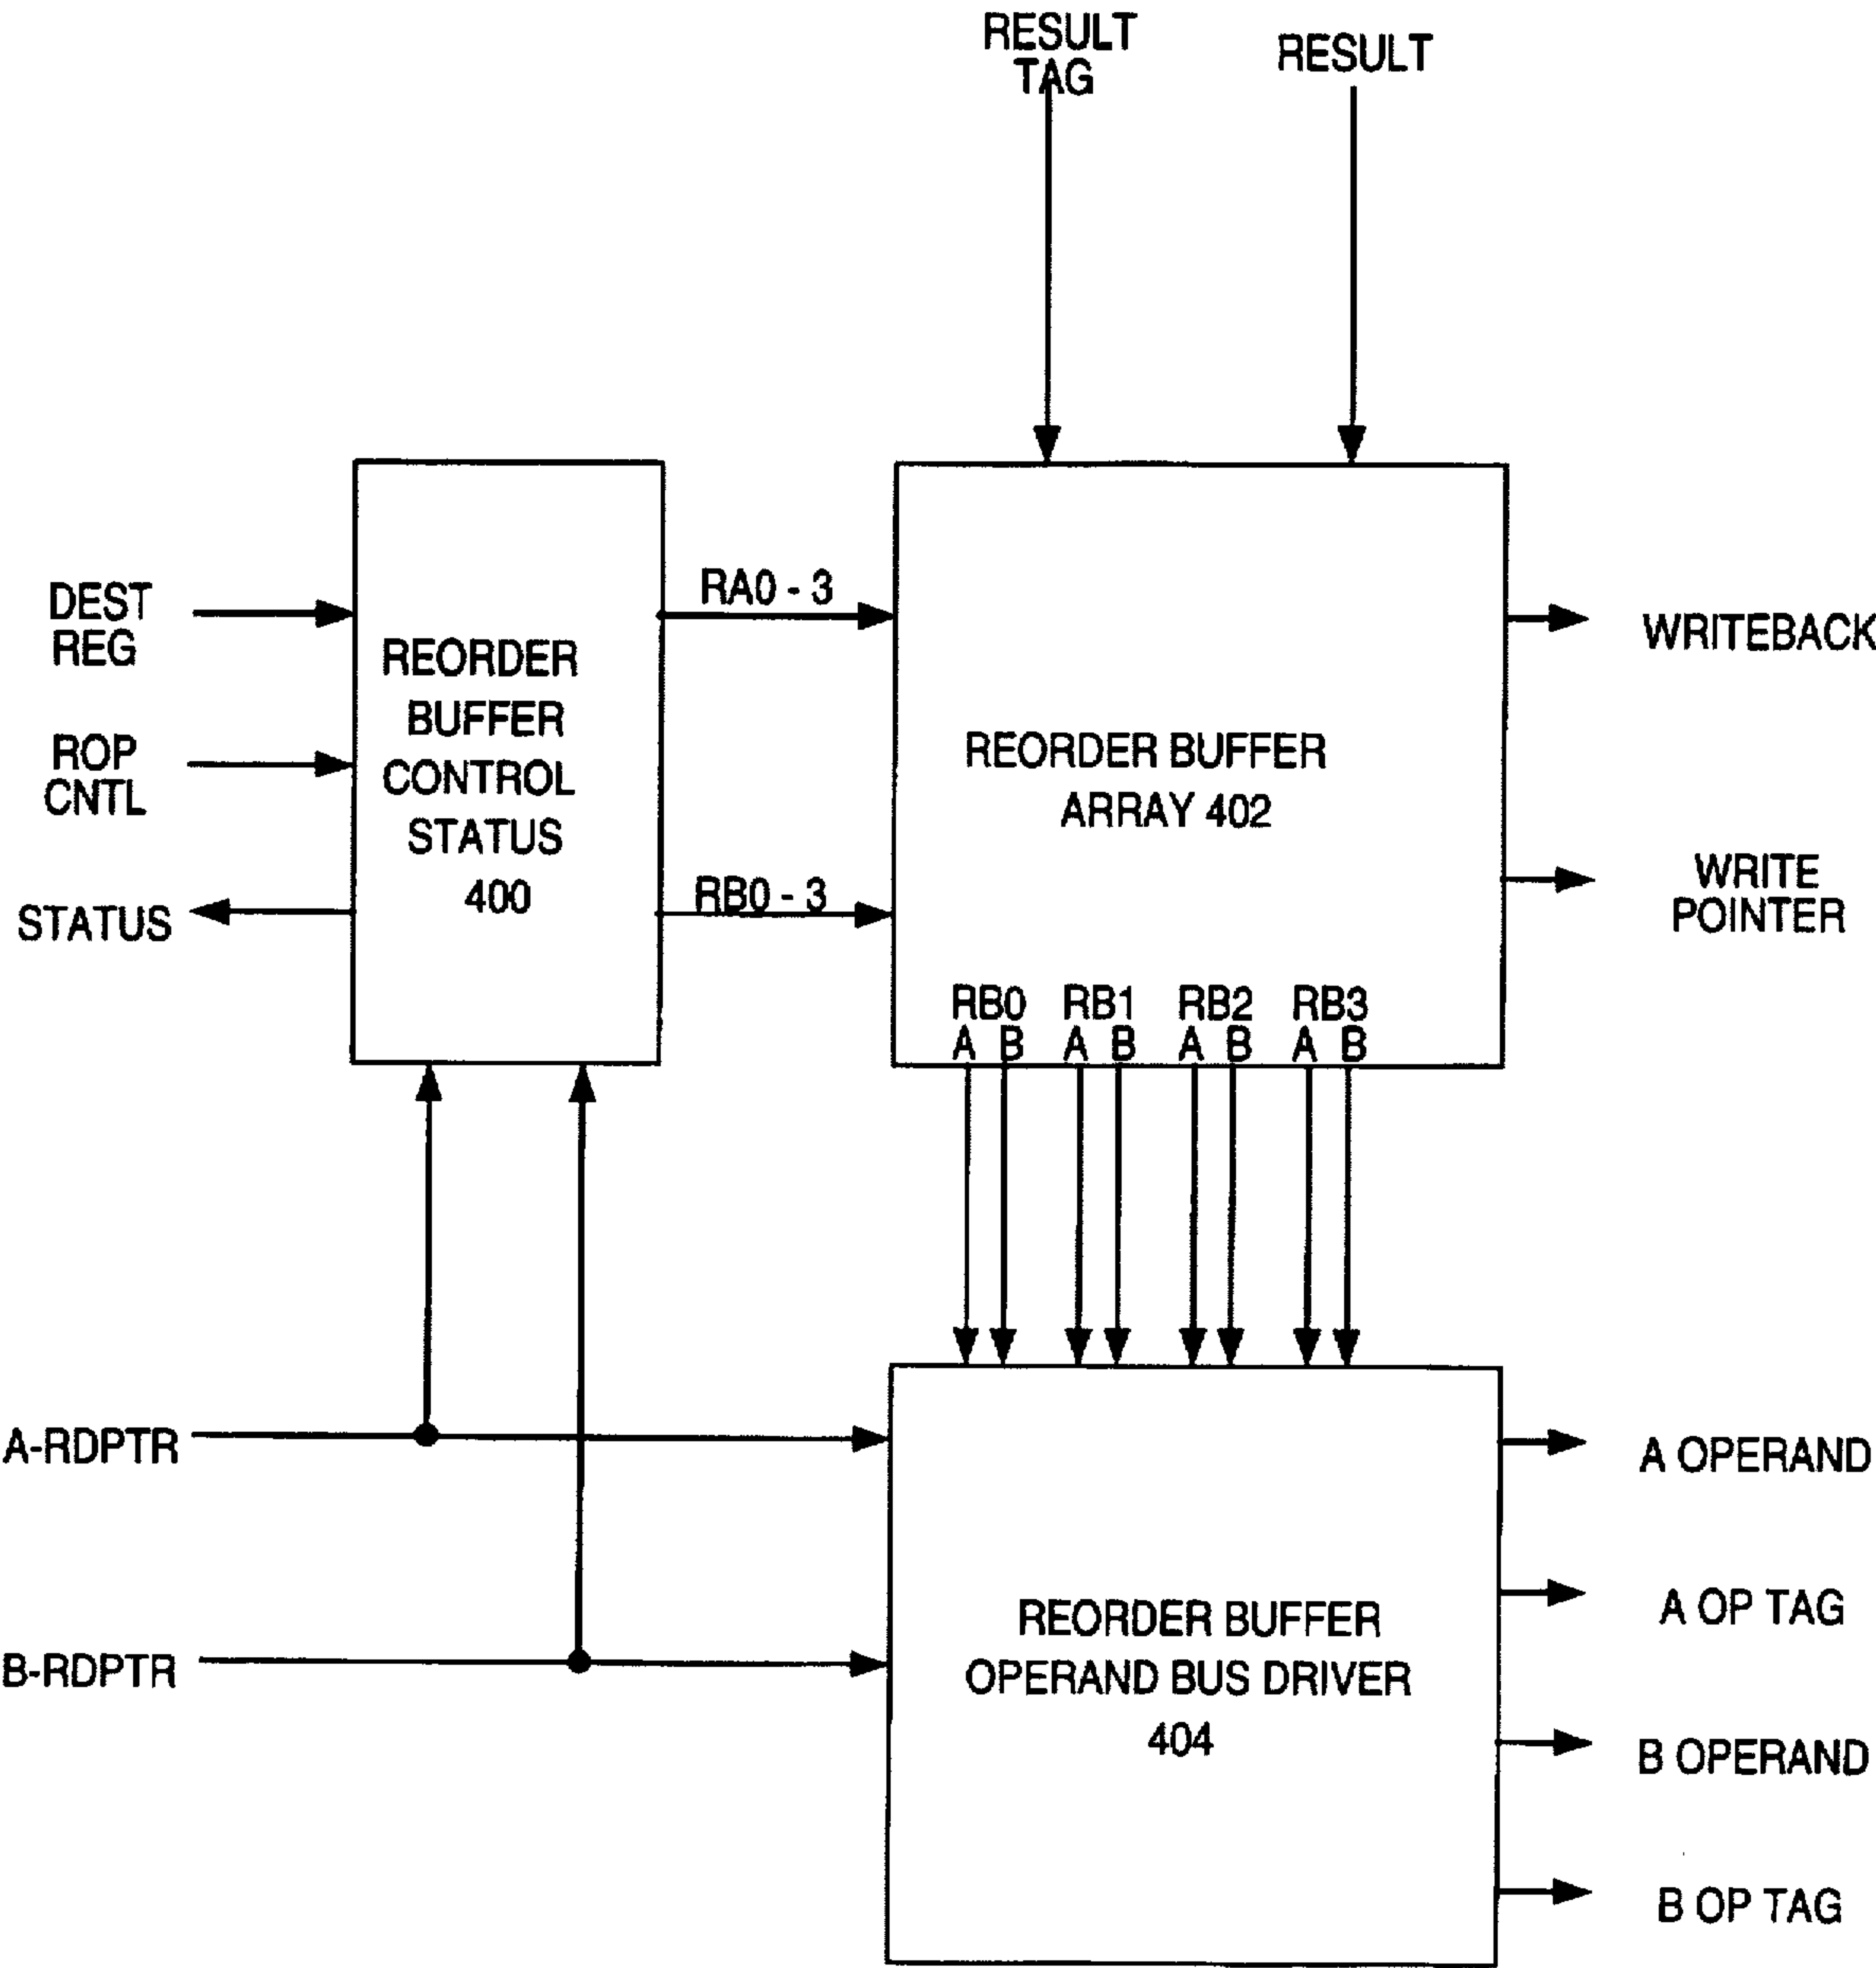 RESULT
TAG
RESULT
DEST
REG
ROP
CNTL
STATUS
REORDER
BUFFER
CONTROL
STATUS
400
RA0 - 3
RB0 - 3
REORDER BUFFER
ARRAY 402
RB0 RB1 RB2 RB3
A B A B A B A B
WRITEBACK
WRITE
POINTER
A-RDPTR
B-RDPTR
REORDER BUFFER
OPERAND BUS DRIVER
404
A OPERAND
A OP TAG
B OPERAND
B OP TAG